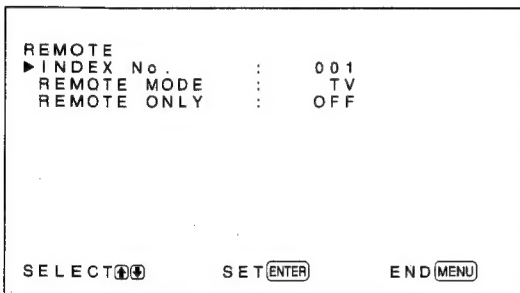 REMOTE
▶INDEX No. : 001
REMOTE MODE : TV
REMOTE ONLY : OFF
SELECT⬆⬇ SET ENTER END MENU